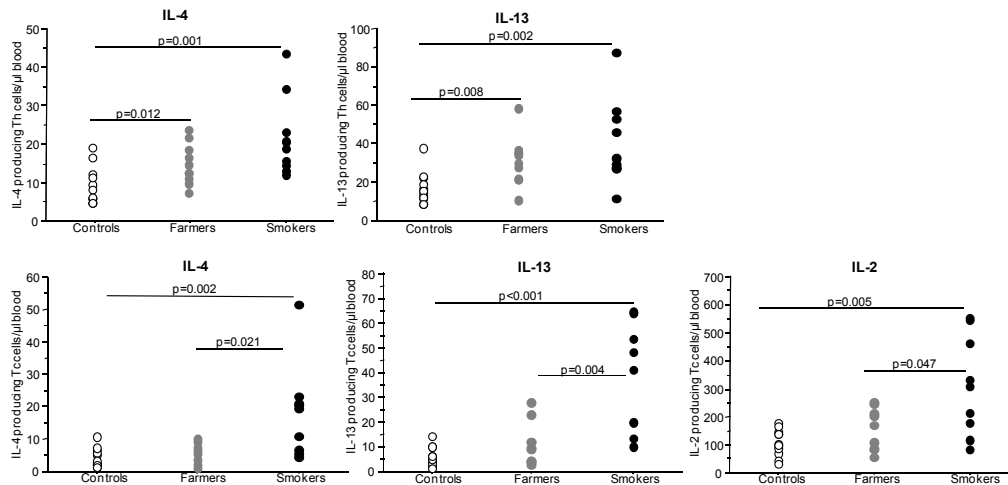 IL-4
IL-4 producing Th cells/µl blood
50
40
30
20
10
0
p=0.001
p=0.012
Controls Farmers Smokers
IL-13
IL-13 producing Th cells/µl blood
100
80
60
40
20
0
p=0.002
p=0.008
Controls Farmers Smokers
IL-4
IL-4 producing Tc cells/µl blood
60
50
40
30
20
10
0
p=0.002
p=0.021
Controls Farmers Smokers
IL-13
IL-13 producing Tc cells/µl blood
80
70
60
50
40
30
20
10
0
p<0.001
p=0.004
Controls Farmers Smokers
IL-2
IL-2 producing Tc cells/µl blood
700
600
500
400
300
200
100
0
p=0.005
p=0.047
Controls Farmers Smokers